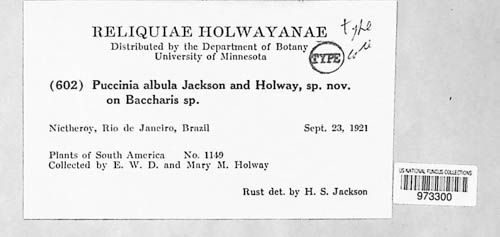 RELIQUIAE HOLWAYANAE
Distributed by the Department of Botany
University of Minnesota
type
TYPE
(602) Puccinia albula Jackson and Holway, sp. nov.
on Baccharis sp.
Nictheroy, Rio de Janeiro, Brazil Sept. 23, 1921
Plants of South America No. 1149
Collected by E. W. D. and Mary M. Holway
Rust det. by H. S. Jackson
US NATIONAL FUNGUS COLLECTIONS
973300